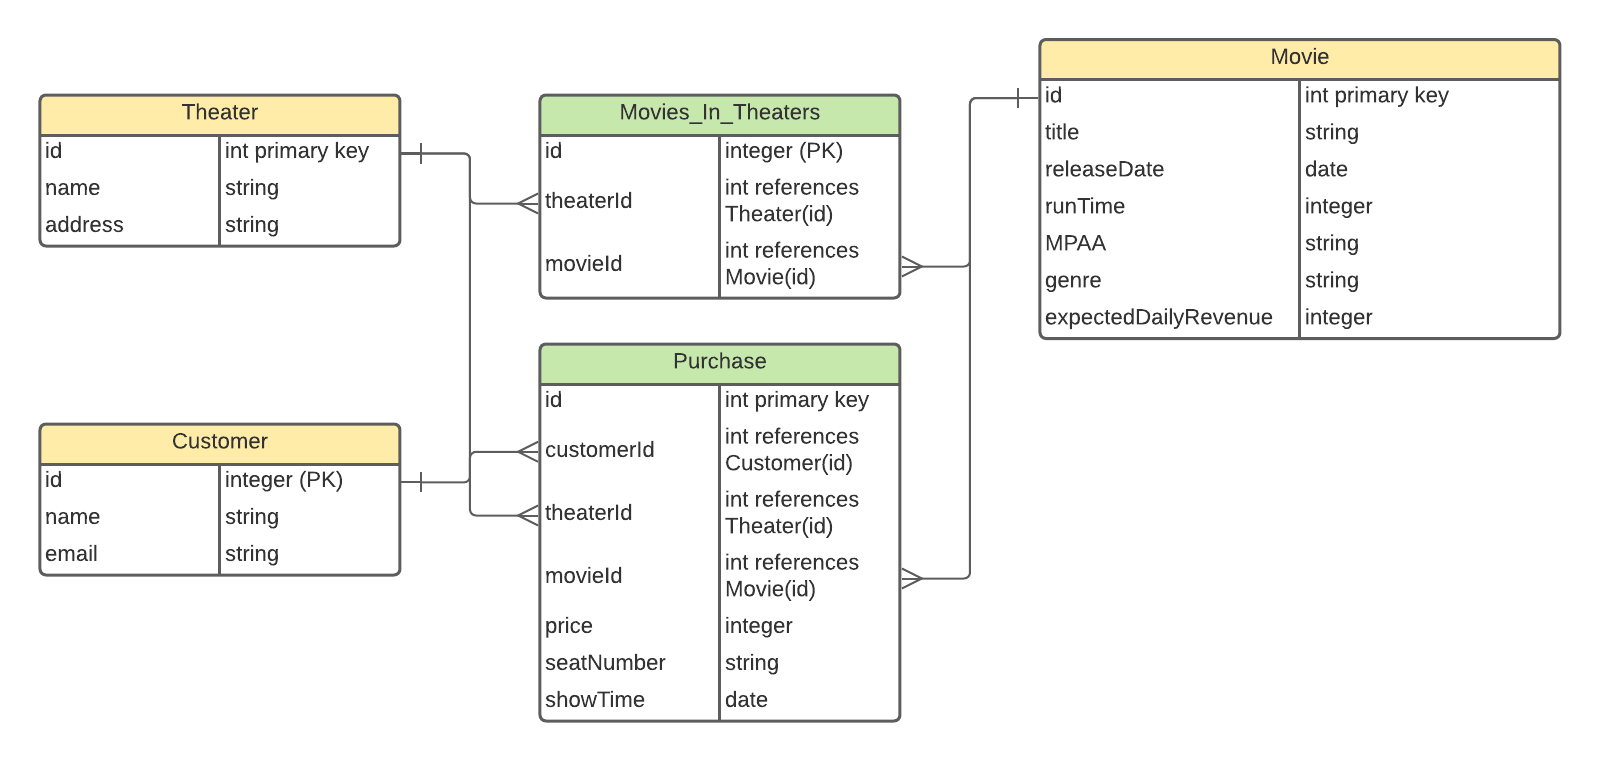 Theater
id int primary key
name string
address string
Movies_In_Theaters
id integer (PK)
theaterId int references
Theater(id)
movieId int references
Movie(id)
Movie
id int primary key
title string
releaseDate date
runTime integer
MPAA string
genre string
expectedDailyRevenue integer
Customer
id integer (PK)
name string
email string
Purchase
id int primary key
customerId int references
Customer(id)
theaterId int references
Theater(id)
movieId int references
Movie(id)
price integer
seatNumber string
showTime date